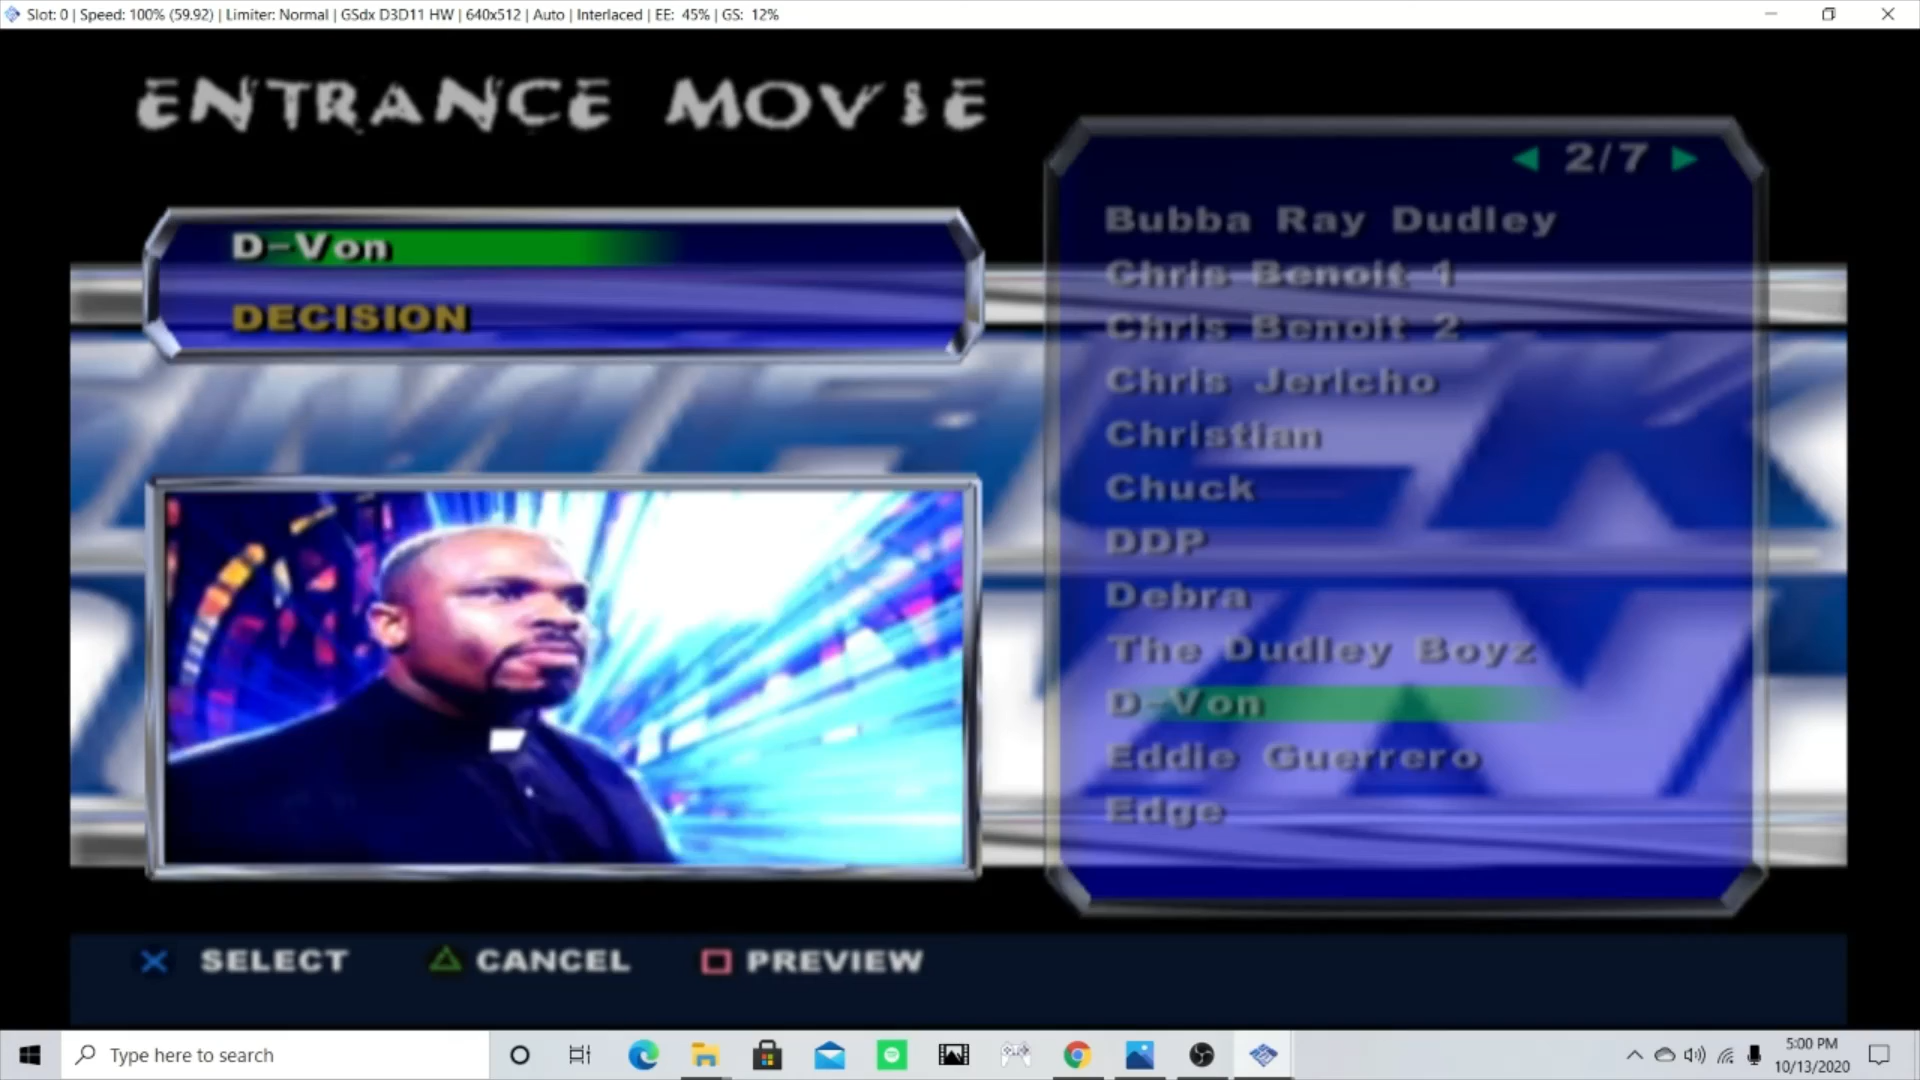 Slot: 0 | Speed: 100% (59.92) | Limiter: Normal | GSdx D3D11 HW | 640x512 | Auto | Interlaced | EE: 45% | GS: 12%
ENTRANCE MOVIE
2/7
D-Von
DECISION
Bubba Ray Dudley
Chris Benoit 1
Chris Benoit 2
Chris Jericho
Christian
Chuck
DDP
Debra
The Dudley Boyz
D-Von
Eddie Guerrero
Edge
SELECT
CANCEL
PREVIEW
Type here to search
5:00 PM
10/13/2020